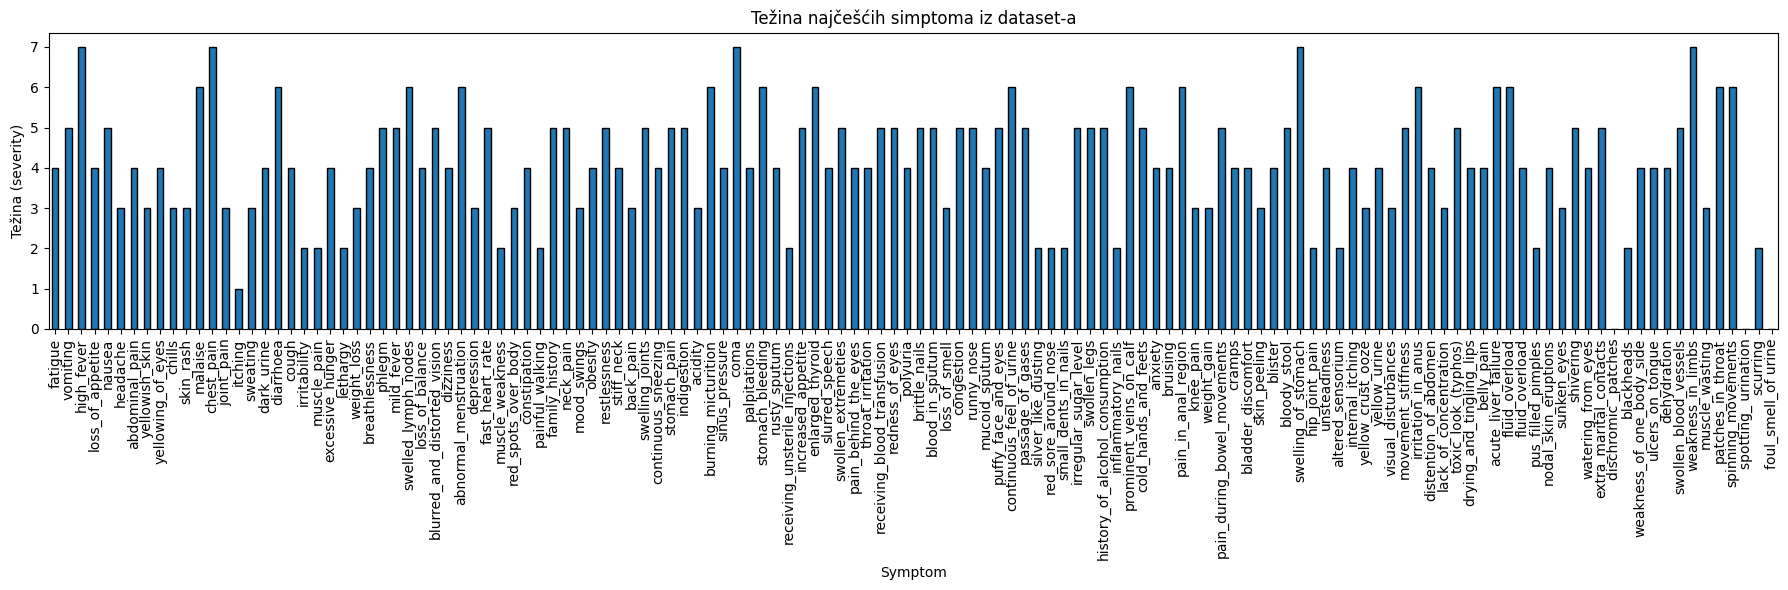 Težina najčešćih simptoma iz dataset-a
Težina (severity)
7
6
5
4
3
2
1
0
fatigue
vomiting
high_fever
loss_of_appetite
nausea
headache
abdominal_pain
yellowish_skin
yellowing_of_eyes
chills
skin_rash
malaise
chest_pain
joint_pain
itching
sweating
dark_urine
diarrhoea
cough
irritability
muscle_pain
excessive_hunger
lethargy
weight_loss
breathlessness
phlegm
mild_fever
swelled_lymph_nodes
loss_of_balance
blurred_and_distorted_vision
dizziness
abnormal_menstruation
depression
fast_heart_rate
muscle_weakness
red_spots_over_body
constipation
painful_walking
family_history
neck_pain
mood_swings
obesity
restlessness
stiff_neck
back_pain
swelling_joints
continuous_sneezing
stomach_pain
indigestion
acidity
burning_micturition
sinus_pressure
coma
palpitations
stomach_bleeding
rusty_sputum
receiving_unsterile_injections
increased_appetite
enlarged_thyroid
slurred_speech
swollen_extremeties
pain_behind_the_eyes
throat_irritation
receiving_blood_transfusion
redness_of_eyes
polyuria
brittle_nails
blood_in_sputum
loss_of_smell
congestion
runny_nose
mucoid_sputum
puffy_face_and_eyes
continuous_feel_of_urine
passage_of_gases
silver_like_dusting
red_sore_around_nose
small_dents_in_nails
irregular_sugar_level
swollen_legs
history_of_alcohol_consumption
inflammatory_nails
prominent_veins_on_calf
cold_hands_and_feets
anxiety
bruising
pain_in_anal_region
knee_pain
weight_gain
pain_during_bowel_movements
cramps
bladder_discomfort
skin_peeling
blister
bloody_stool
swelling_of_stomach
hip_joint_pain
unsteadiness
altered_sensorium
internal_itching
yellow_crust_ooze
yellow_urine
visual_disturbances
movement_stiffness
irritation_in_anus
distention_of_abdomen
lack_of_concentration
toxic_look_(typhos)
drying_and_tingling_lips
belly_pain
acute_liver_failure
fluid_overload
fluid_overload
pus_filled_pimples
nodal_skin_eruptions
sunken_eyes
shivering
watering_from_eyes
extra_marital_contacts
dischromic _patches
blackheads
weakness_of_one_body_side
ulcers_on_tongue
dehydration
swollen_blood_vessels
weakness_in_limbs
muscle_wasting
patches_in_throat
spinning_movements
spotting_ urination
scurring
foul_smell_of urine
Symptom